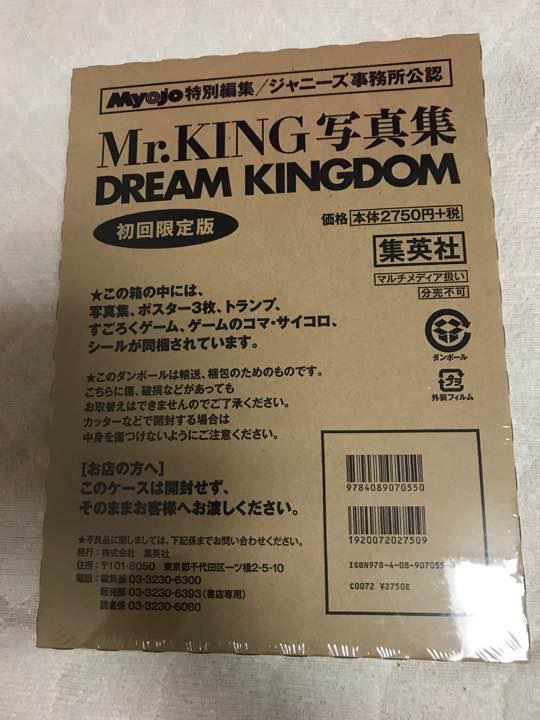 Myojo特別編集/ジャニーズ事務所公認
Mr.KING 写真集
DREAM KINGDOM
初回限定版
価格 本体2750円+税
集英社
マルチメディア扱い
分売不可
★この箱の中には、
写真集、ポスター3枚、トランプ、
すごろくゲーム、ゲームのコマ・サイコロ、
シールが同梱されています。
ダンボール
プラ
外装フィルム
★このダンボールは輸送、梱包のためのものです。
こちらに傷、破損などがあっても
お取替えはできませんのでご了承ください。
カッターなどで開封する場合は
中身を傷つけないようにご注意ください。
[お店の方へ]
このケースは開封せず、
そのままお客様へお渡しください。
★不良品に関しましては、下記係までお問い合わせください。
発行:株式会社 集英社
住所:〒101-8050 東京都千代田区一ツ橋2-5-10
電話:編集部 03-3230-6300
販売部 03-3230-6393(書店専用)
読者係 03-3230-6080
9784089070550
1920072027509
ISBN978-4-08-907055-0
C0072 ¥2750E